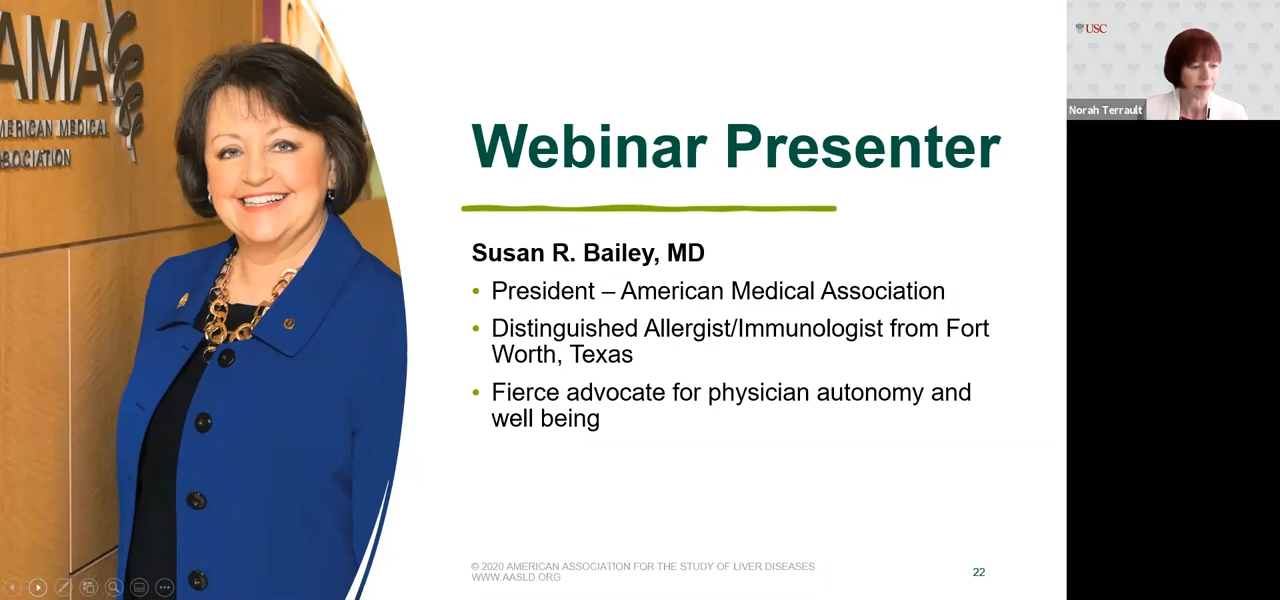 AMA
MERICAN MEDICAL
SSOCIATION
Webinar Presenter
Susan R. Bailey, MD
• President – American Medical Association
• Distinguished Allergist/Immunologist from Fort
Worth, Texas
• Fierce advocate for physician autonomy and
well being
© 2020 AMERICAN ASSOCIATION FOR THE STUDY OF LIVER DISEASES
WWW.AASLD.ORG
22
USC
Norah Terrault